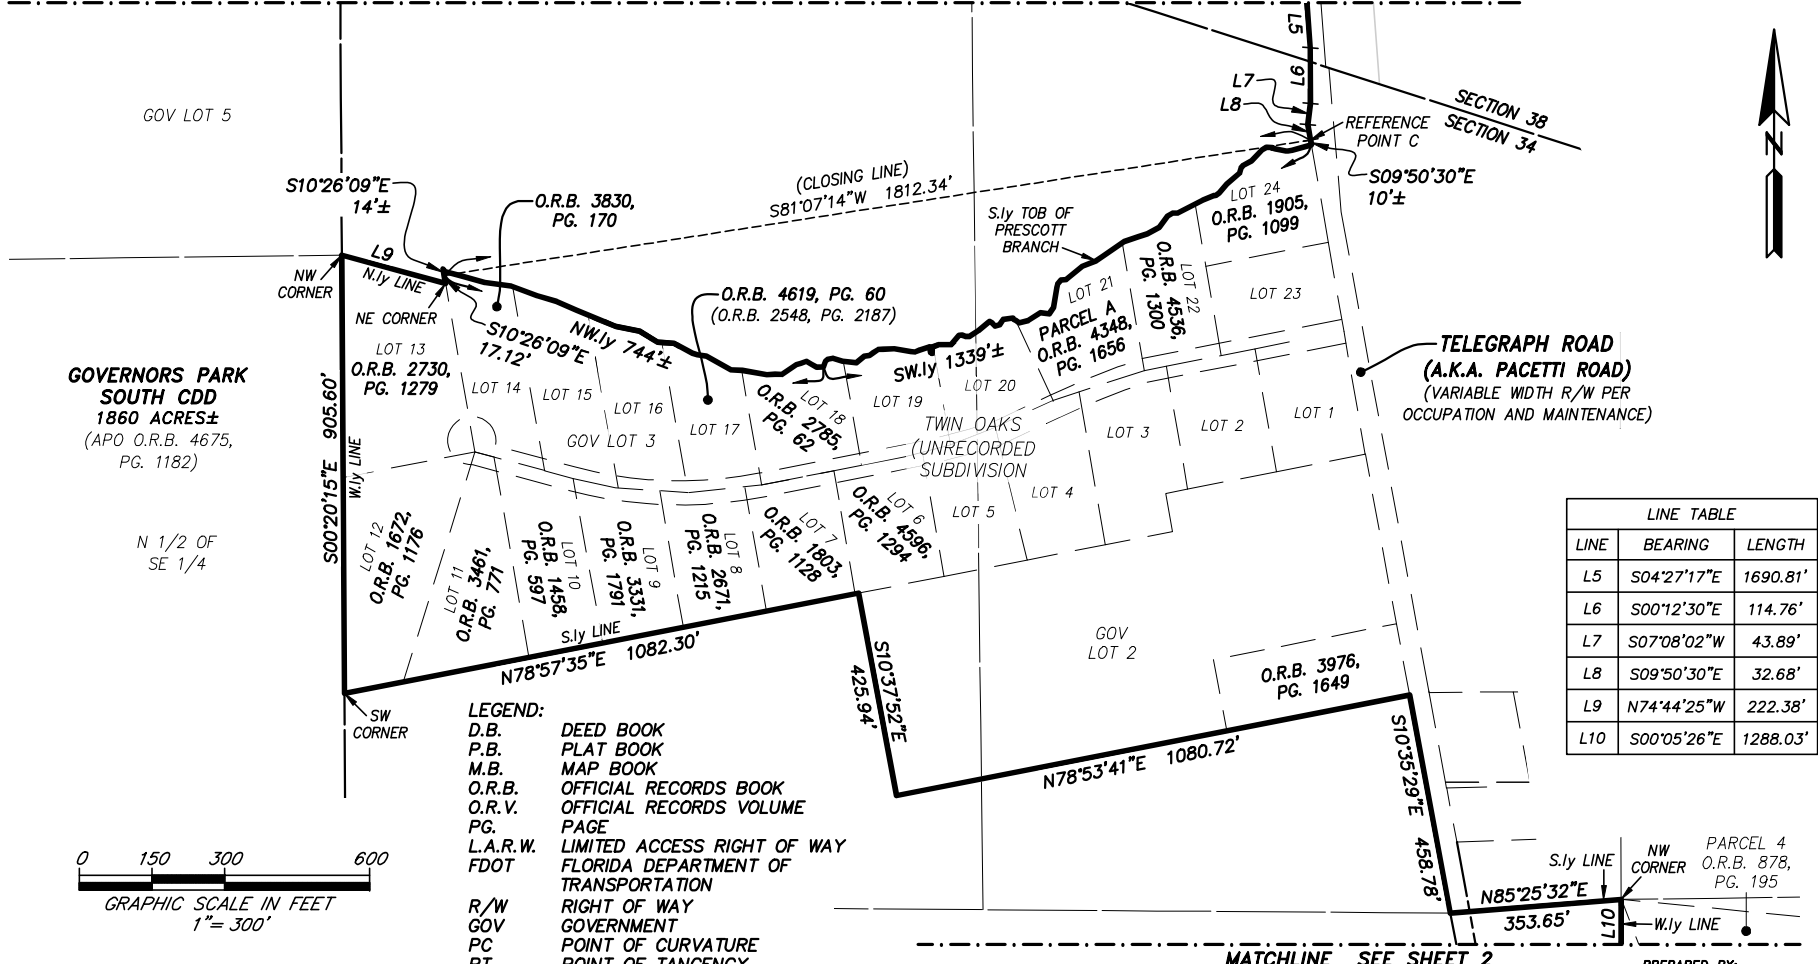 GOV LOT 5
L5
L6
L7
L8
SECTION 38
SECTION 34
REFERENCE
POINT C
N
S09°50'30"E
10'±
(CLOSING LINE)
S81°07'14"W 1812.34'
S10°26'09"E
14'±
O.R.B. 3830,
PG. 170
S.ly TOB OF
PRESCOTT
BRANCH
LOT 24
O.R.B. 1905,
PG. 1099
L9
N.ly LINE
NW
CORNER
NE CORNER
S10°26'09"E
17.12'
NW.ly 744'±
O.R.B. 4619, PG. 60
(O.R.B. 2548, PG. 2187)
SW.ly 1339'±
LOT 21
PARCEL A
O.R.B. 4348,
PG. 1656
LOT 22
O.R.B. 4536,
PG. 1300
LOT 23
LOT 13
O.R.B. 2730,
PG. 1279
LOT 14
LOT 15
LOT 16
LOT 17
LOT 18
O.R.B. 2785,
PG. 62
LOT 19
LOT 20
GOV LOT 3
TWIN OAKS
(UNRECORDED
SUBDIVISION
LOT 3
LOT 2
LOT 1
TELEGRAPH ROAD
(A.K.A. PACETTI ROAD)
(VARIABLE WIDTH R/W PER
OCCUPATION AND MAINTENANCE)
GOVERNORS PARK
SOUTH CDD
1860 ACRES±
(APO O.R.B. 4675,
PG. 1182)
N 1/2 OF
SE 1/4
S00°20'15"E 905.60'
W.ly LINE
LOT 12
O.R.B. 1672,
PG. 1176
LOT 11
O.R.B. 3461,
PG. 771
LOT 10
O.R.B. 1458,
PG. 597
LOT 9
O.R.B. 3331,
PG. 1791
LOT 8
O.R.B. 2671,
PG. 1215
LOT 7
O.R.B. 1803,
PG. 1128
LOT 6
O.R.B. 4596,
PG. 1294
LOT 5
LOT 4
S.ly LINE
N78°57'35"E 1082.30'
SW
CORNER
S10°37'52"E
425.94'
GOV
LOT 2
O.R.B. 3976,
PG. 1649
N78°53'41"E 1080.72'
S10°35'29"E 458.78'
LINE TABLE
LINE BEARING LENGTH
L5 S04°27'17"E 1690.81'
L6 S00°12'30"E 114.76'
L7 S07°08'02"W 43.89'
L8 S09°50'30"E 32.68'
L9 N74°44'25"W 222.38'
L10 S00°05'26"E 1288.03'
LEGEND:
D.B. DEED BOOK
P.B. PLAT BOOK
M.B. MAP BOOK
O.R.B. OFFICIAL RECORDS BOOK
O.R.V. OFFICIAL RECORDS VOLUME
PG. PAGE
L.A.R.W. LIMITED ACCESS RIGHT OF WAY
FDOT FLORIDA DEPARTMENT OF
TRANSPORTATION
R/W RIGHT OF WAY
GOV GOVERNMENT
PC POINT OF CURVATURE
PT POINT OF TANGENCY
0 150 300 600
GRAPHIC SCALE IN FEET
1"= 300'
S.ly LINE
NW
CORNER
PARCEL 4
O.R.B. 878,
PG. 195
N85°25'32"E
353.65'
L10
W.ly LINE
MATCHLINE SEE SHEET 2
PREPARED BY: